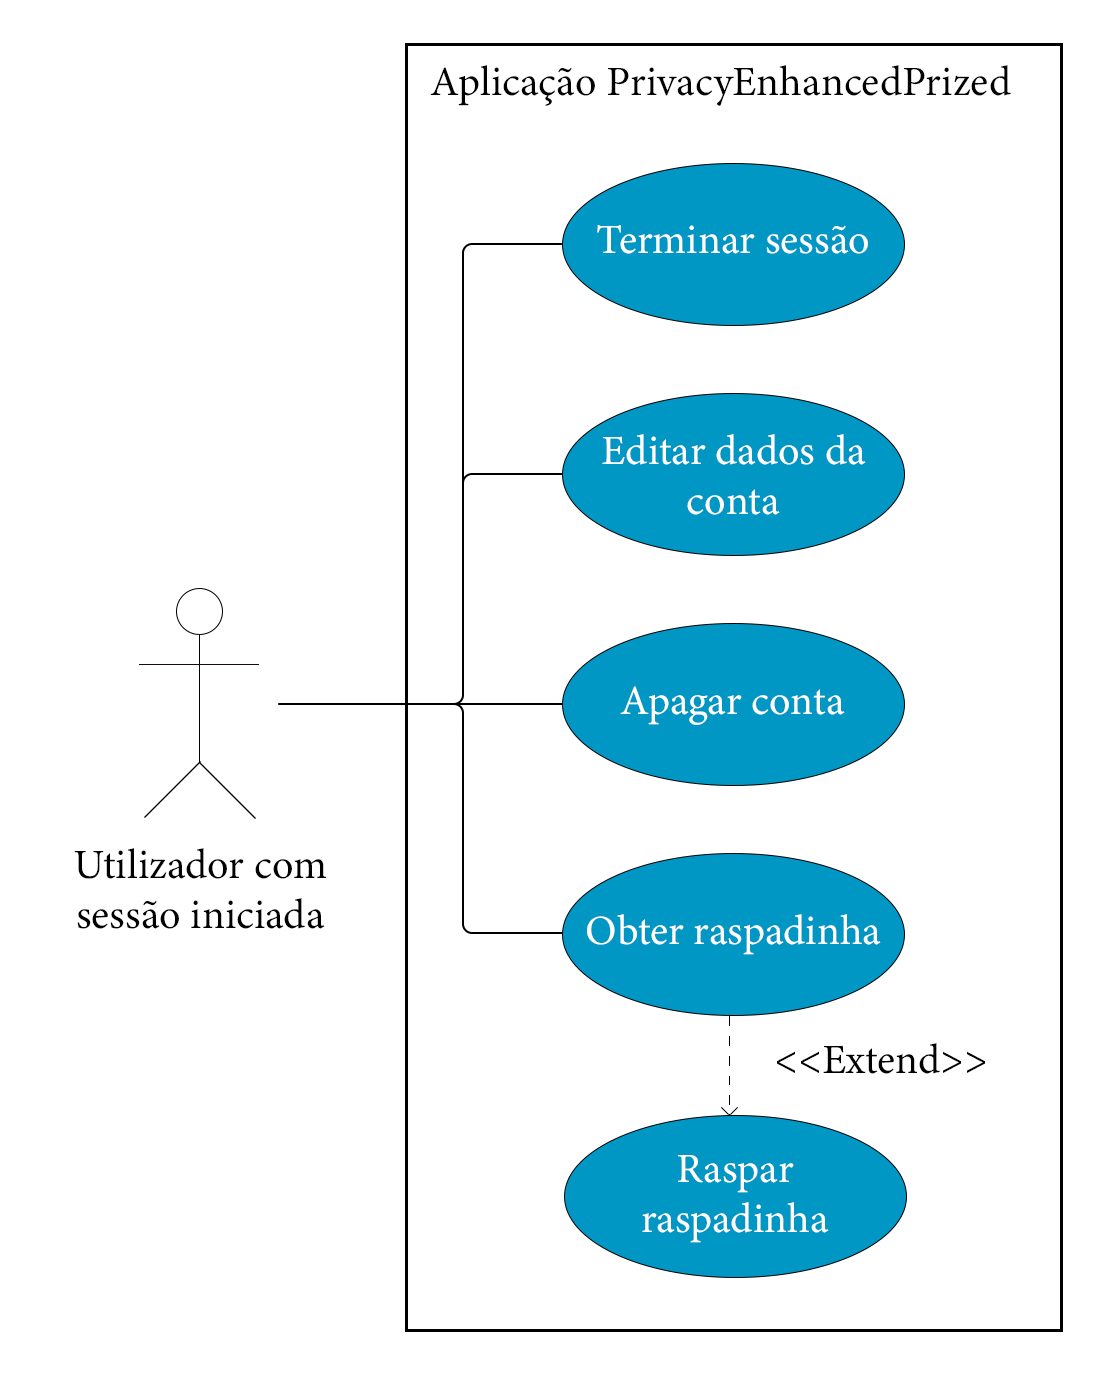 Aplicação PrivacyEnhancedPrized
Terminar sessão
Editar dados da
conta
Apagar conta
Utilizador com
sessão iniciada
Obter raspadinha
<<Extend>>
Raspar
raspadinha